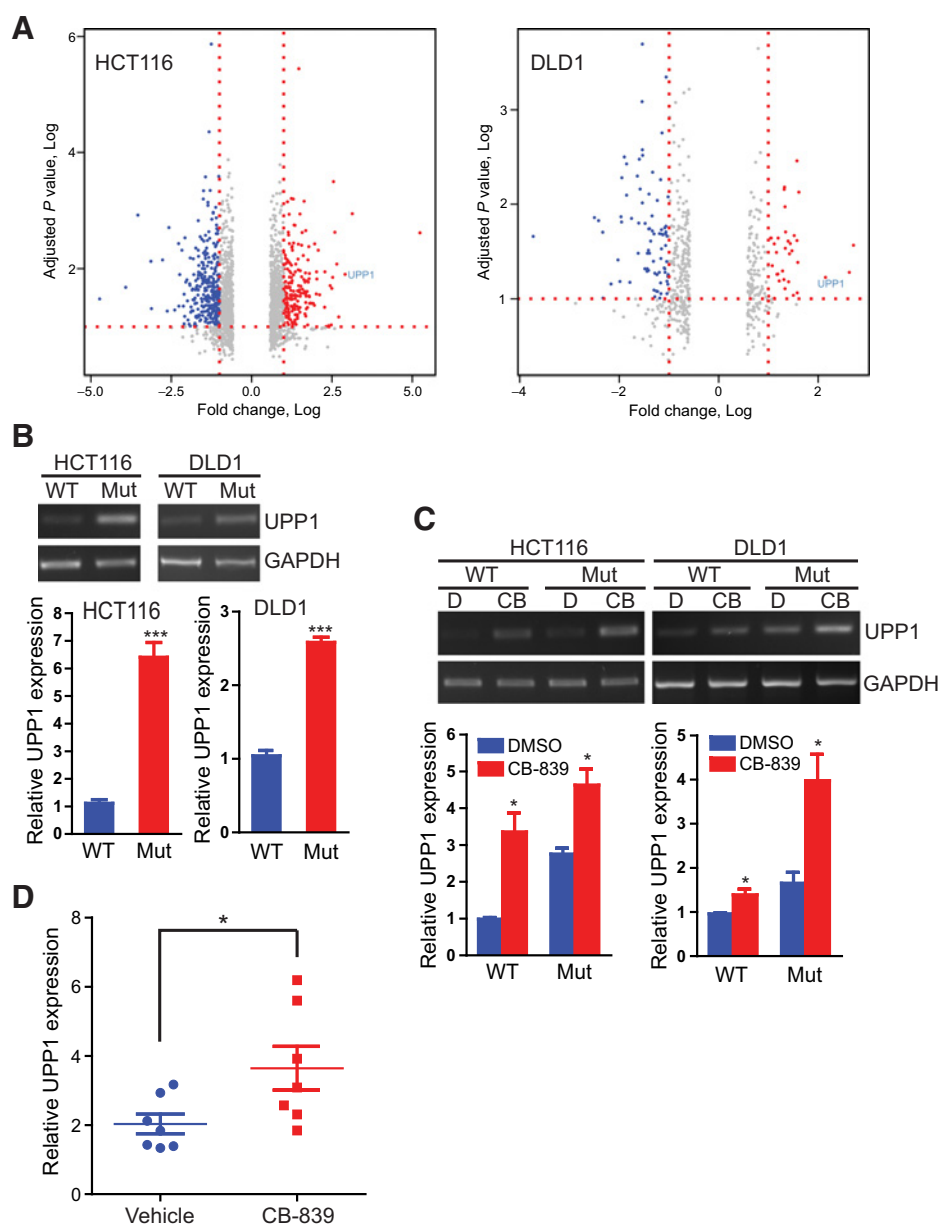 A
HCT116
DLD1
6
4
2
3
2
1
Adjusted P value, Log
Adjusted P value, Log
UPP1
UPP1
−5.0 −2.5 0.0 2.5 5.0
−4 −2 0 2
Fold change, Log
Fold change, Log
B
HCT116 DLD1
WT Mut WT Mut
UPP1
GAPDH
HCT116
DLD1
***
***
8
7
6
5
4
3
2
1
0
3
2
1
0
Relative UPP1 expression
Relative UPP1 expression
WT Mut
WT Mut
C
HCT116 DLD1
WT Mut WT Mut
D CB D CB D CB D CB
UPP1
GAPDH
DMSO
CB-839
DMSO
CB-839
*
*
*
*
6
5
4
3
2
1
0
5
4
3
2
1
0
Relative UPP1 expression
Relative UPP1 expression
WT Mut
WT Mut
D
*
8
6
4
2
0
Relative UPP1 expression
Vehicle CB-839